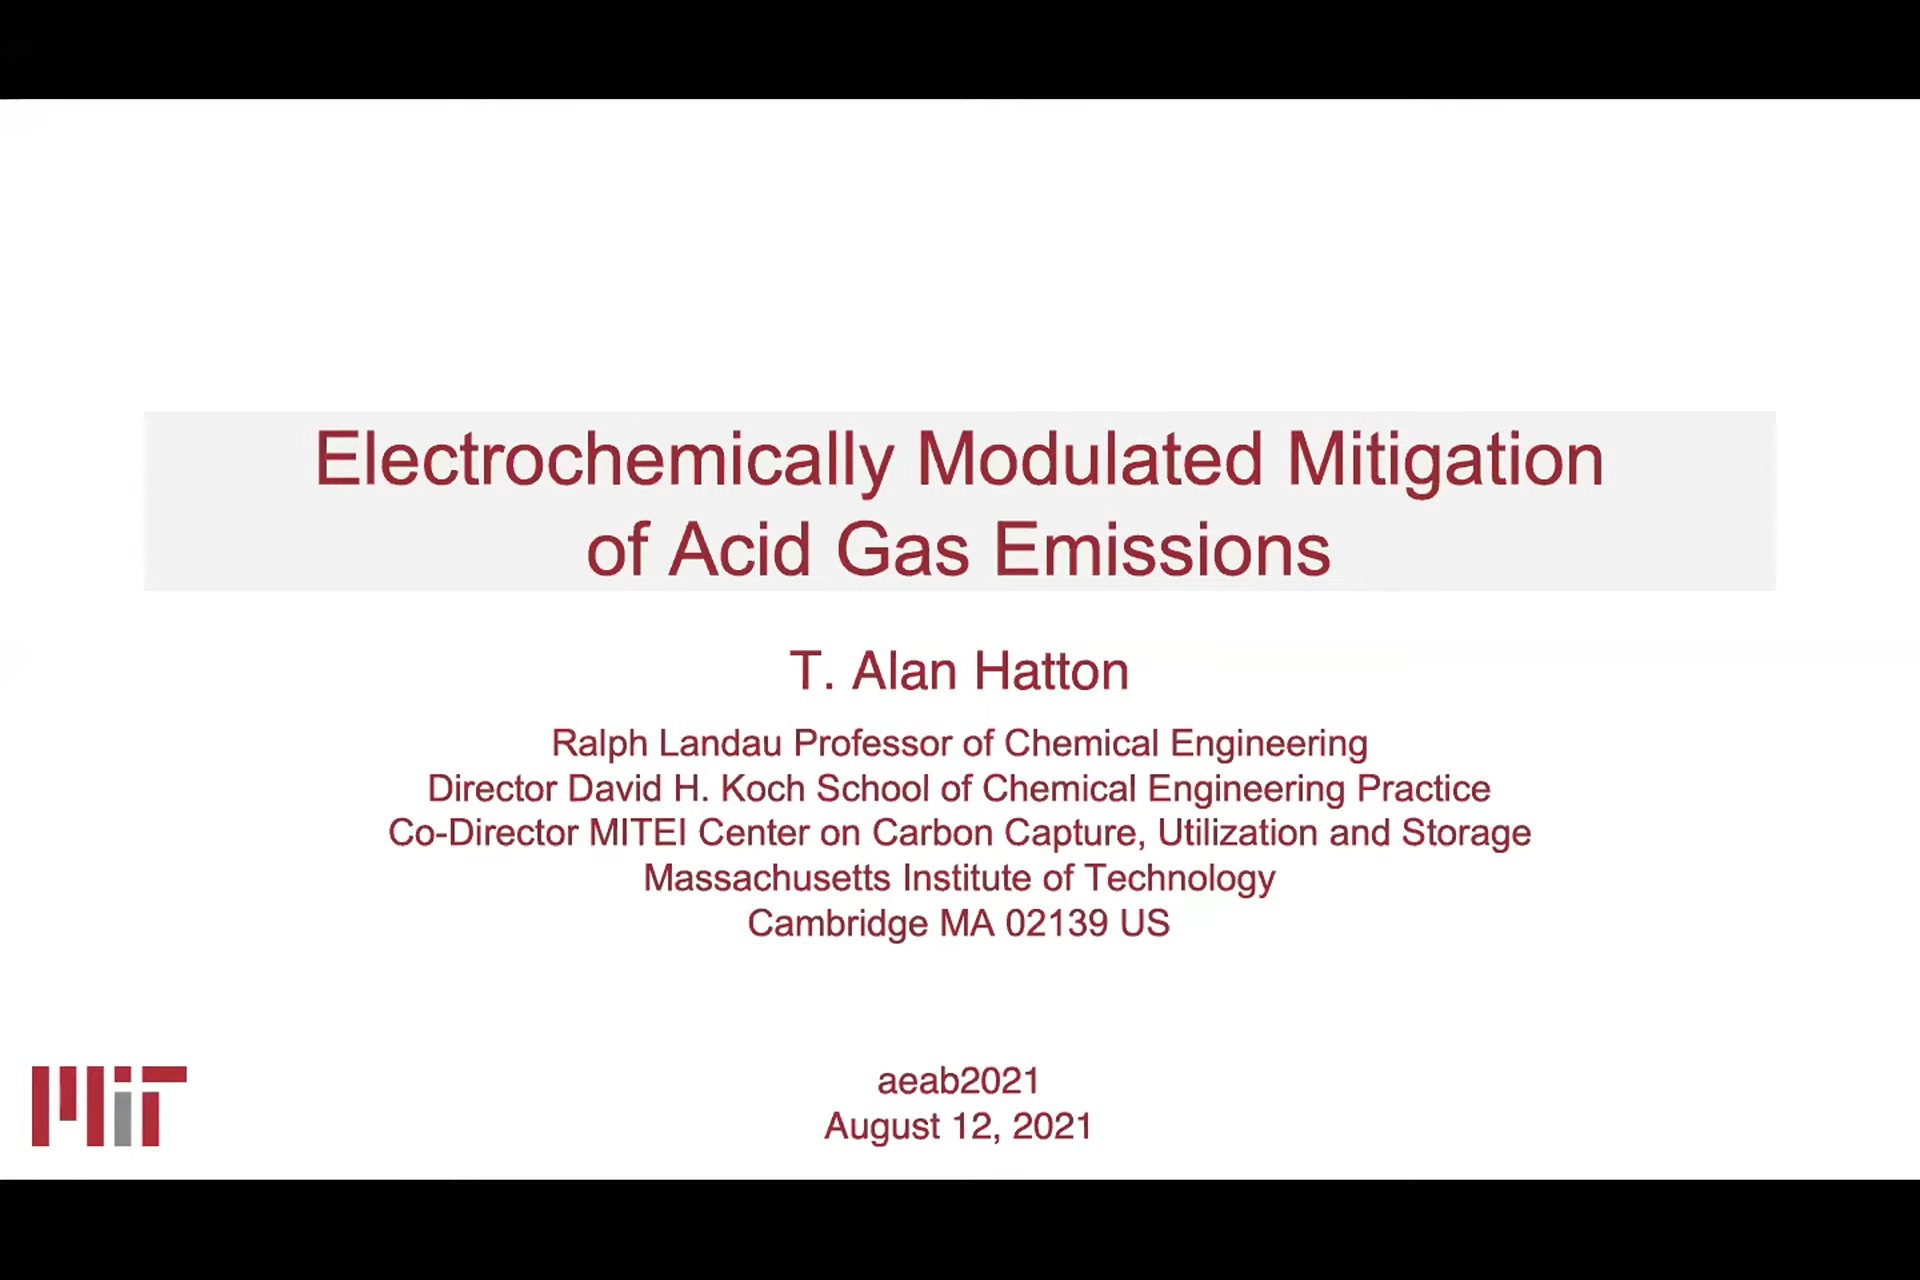 Electrochemically Modulated Mitigation
of Acid Gas Emissions
T. Alan Hatton
Ralph Landau Professor of Chemical Engineering
Director David H. Koch School of Chemical Engineering Practice
Co-Director MITEI Center on Carbon Capture, Utilization and Storage
Massachusetts Institute of Technology
Cambridge MA 02139 US
MIT
aeab2021
August 12, 2021